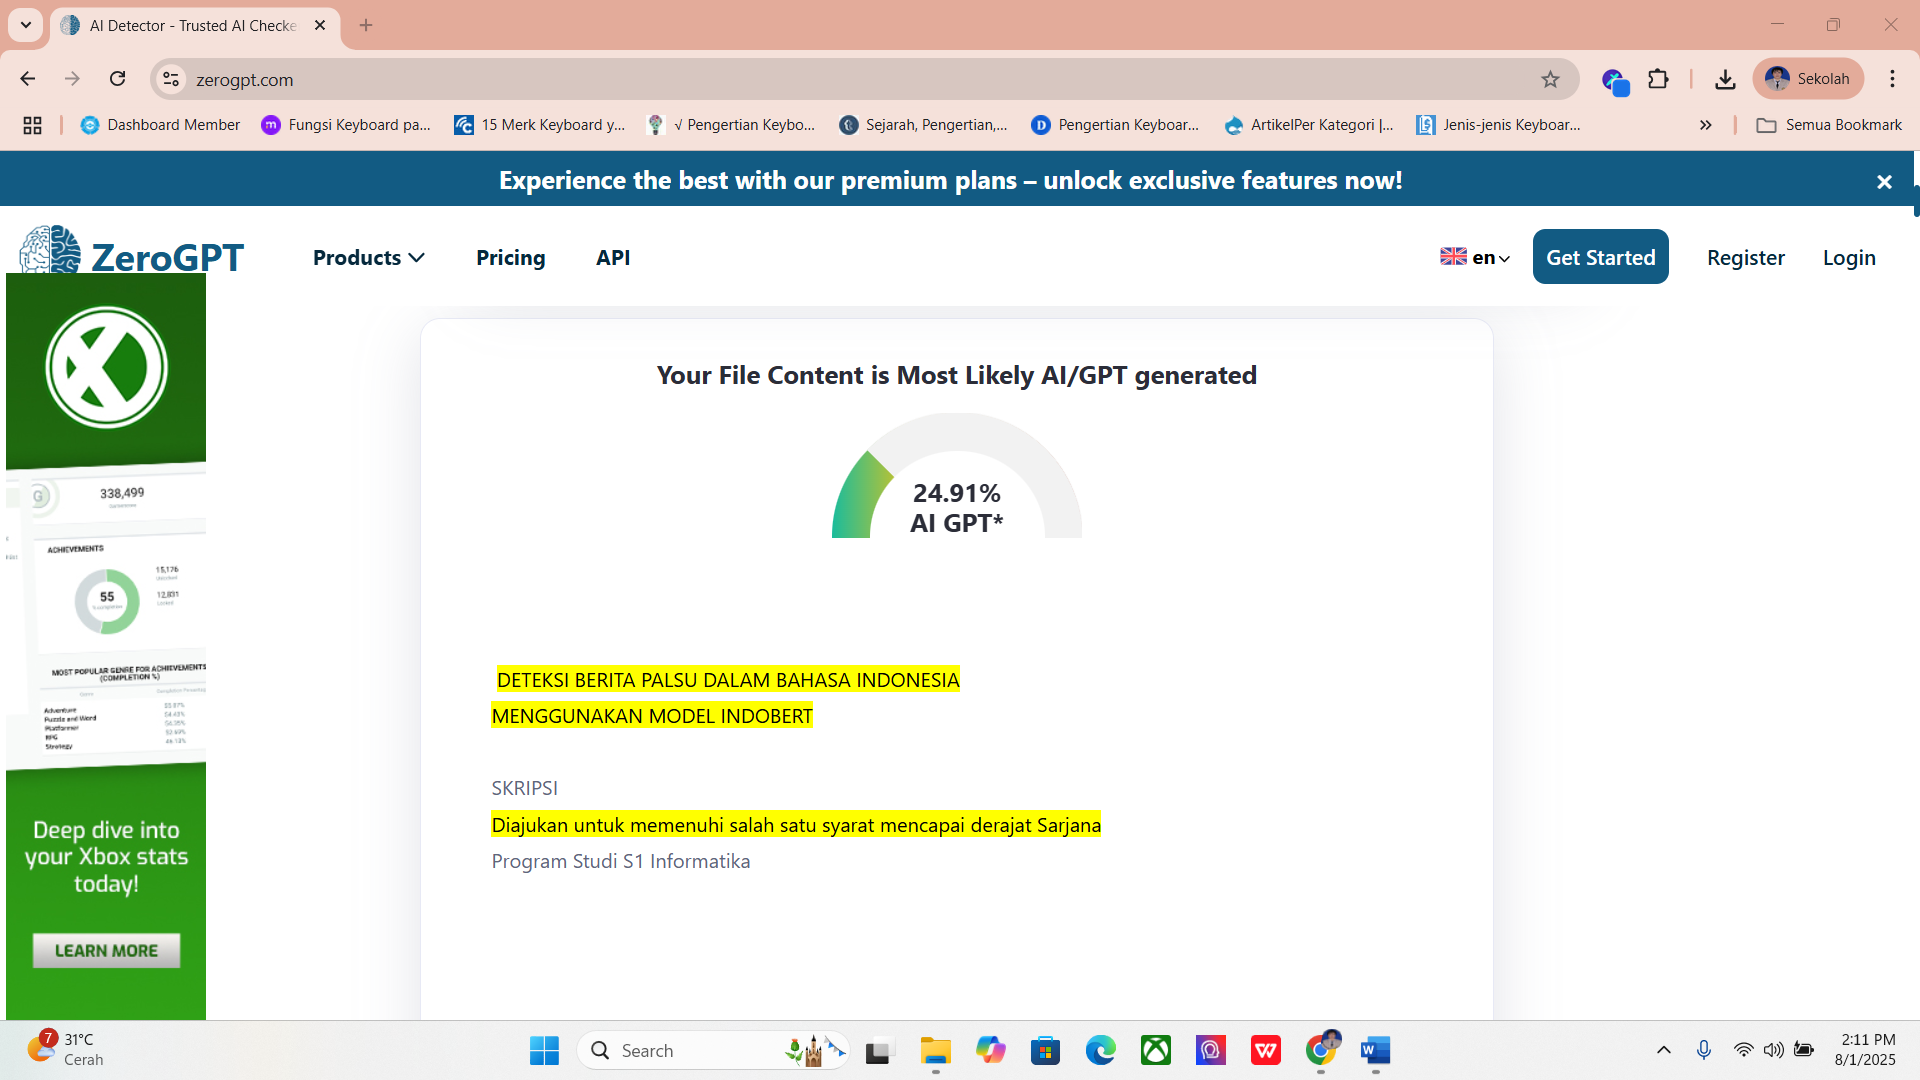 AI Detector - Trusted AI Checke
zerogpt.com
Sekolah
Dashboard Member
Fungsi Keyboard pa...
15 Merk Keyboard y...
√ Pengertian Keybo...
Sejarah, Pengertian,...
Pengertian Keyboar...
ArtikelPer Kategori |...
Jenis-jenis Keyboar...
Semua Bookmark
Experience the best with our premium plans – unlock exclusive features now!
ZeroGPT
Products
Pricing
API
en
Get Started
Register
Login
338,499
ACHIEVEMENTS
15,176
12,831
55
MOST POPULAR GENRE FOR ACHIEVEMENTS
(COMPLETION %)
Adventure
Puzzle and Word
Platformer
RPG
Strategy
Deep dive into
your Xbox stats
today!
LEARN MORE
Your File Content is Most Likely AI/GPT generated
24.91%
AI GPT*
DETEKSI BERITA PALSU DALAM BAHASA INDONESIA
MENGGUNAKAN MODEL INDOBERT
SKRIPSI
Diajukan untuk memenuhi salah satu syarat mencapai derajat Sarjana
Program Studi S1 Informatika
7
31°C
Cerah
Search
2:11 PM
8/1/2025